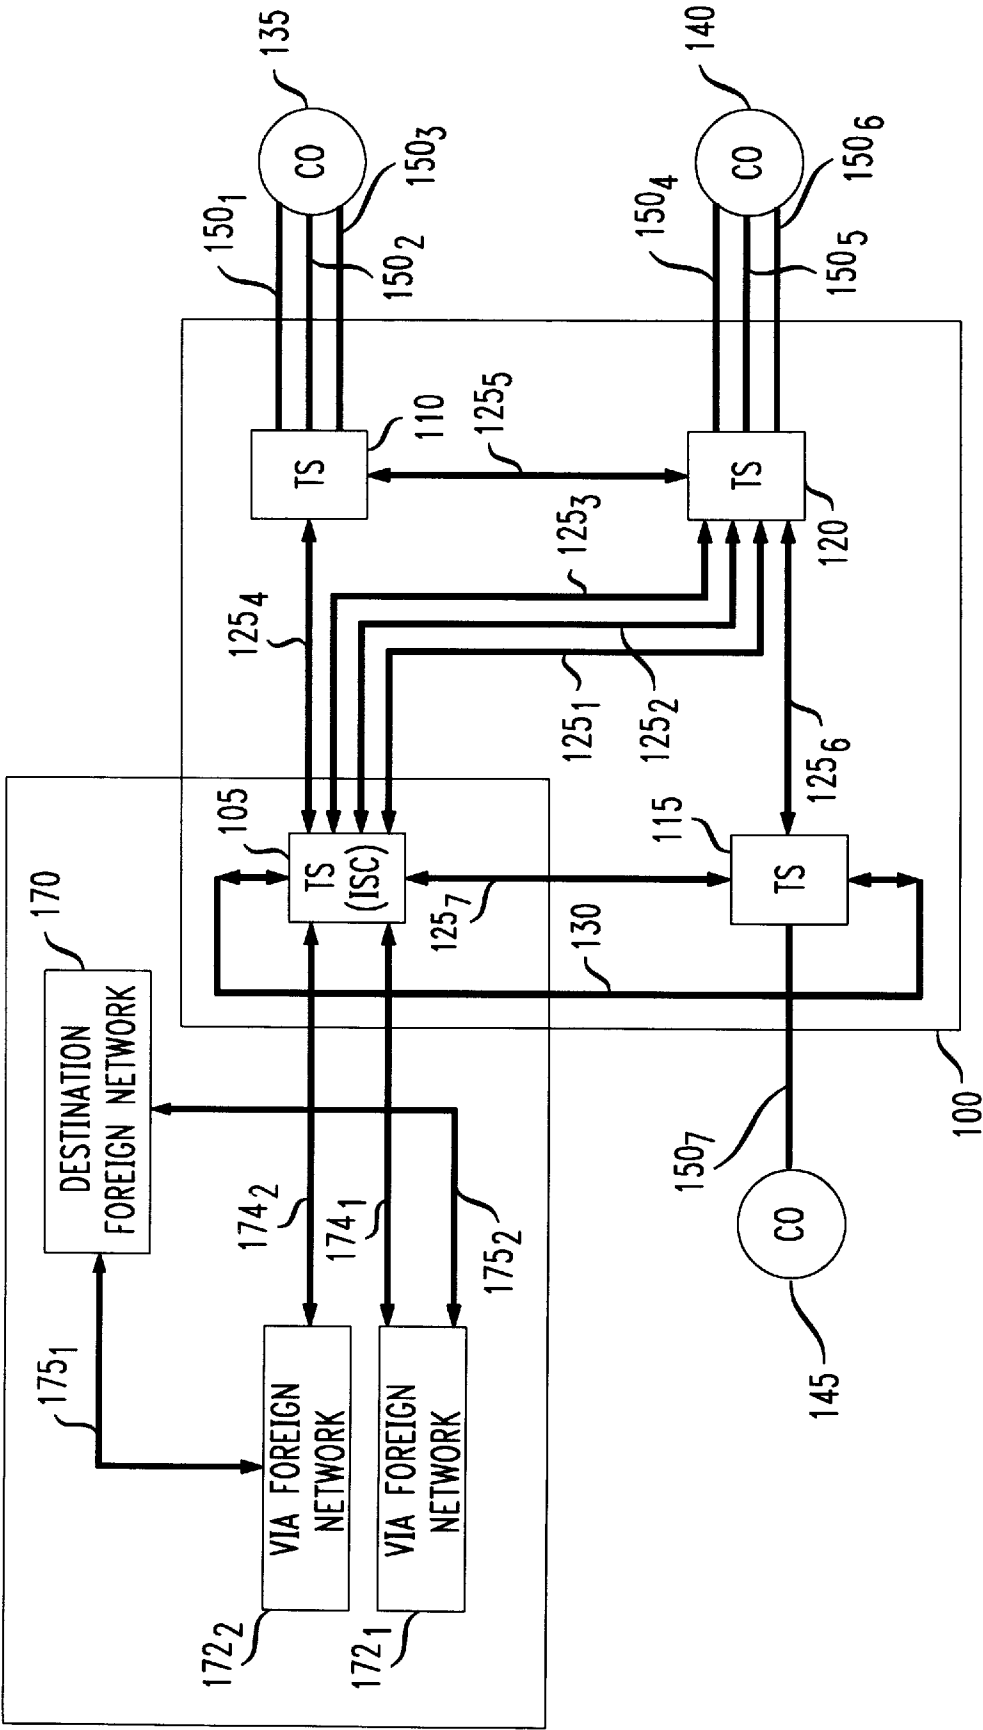 175₁
DESTINATION
FOREIGN NETWORK
170
172₂
VIA FOREIGN
NETWORK
174₂
105
125₄
150₁
135
TS
(ISC)
TS
CO
172₁
VIA FOREIGN
NETWORK
174₁
110
150₂
150₃
175₂
125₇
125₅
130
125₁
125₂
125₃
150₄
140
150₇
115
CO
TS
TS
CO
145
125₆
120
150₅
150₆
100